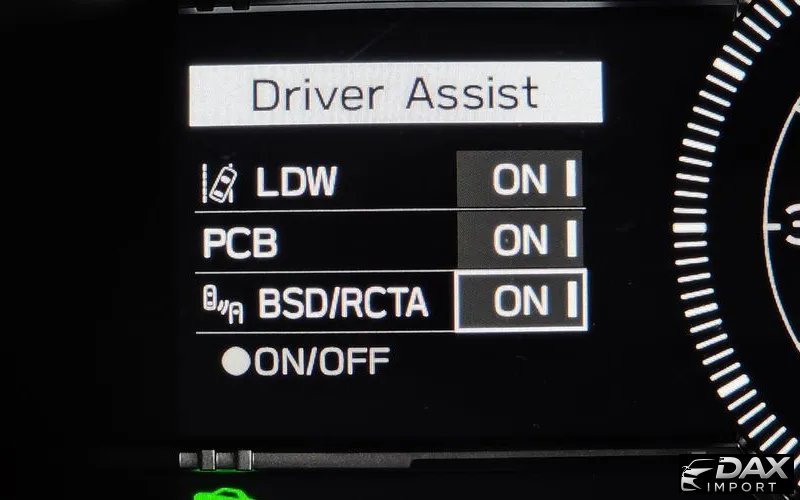 Driver Assist
LDW ON
PCB ON
BSD/RCTA ON
ON/OFF
DAX
IMPORT